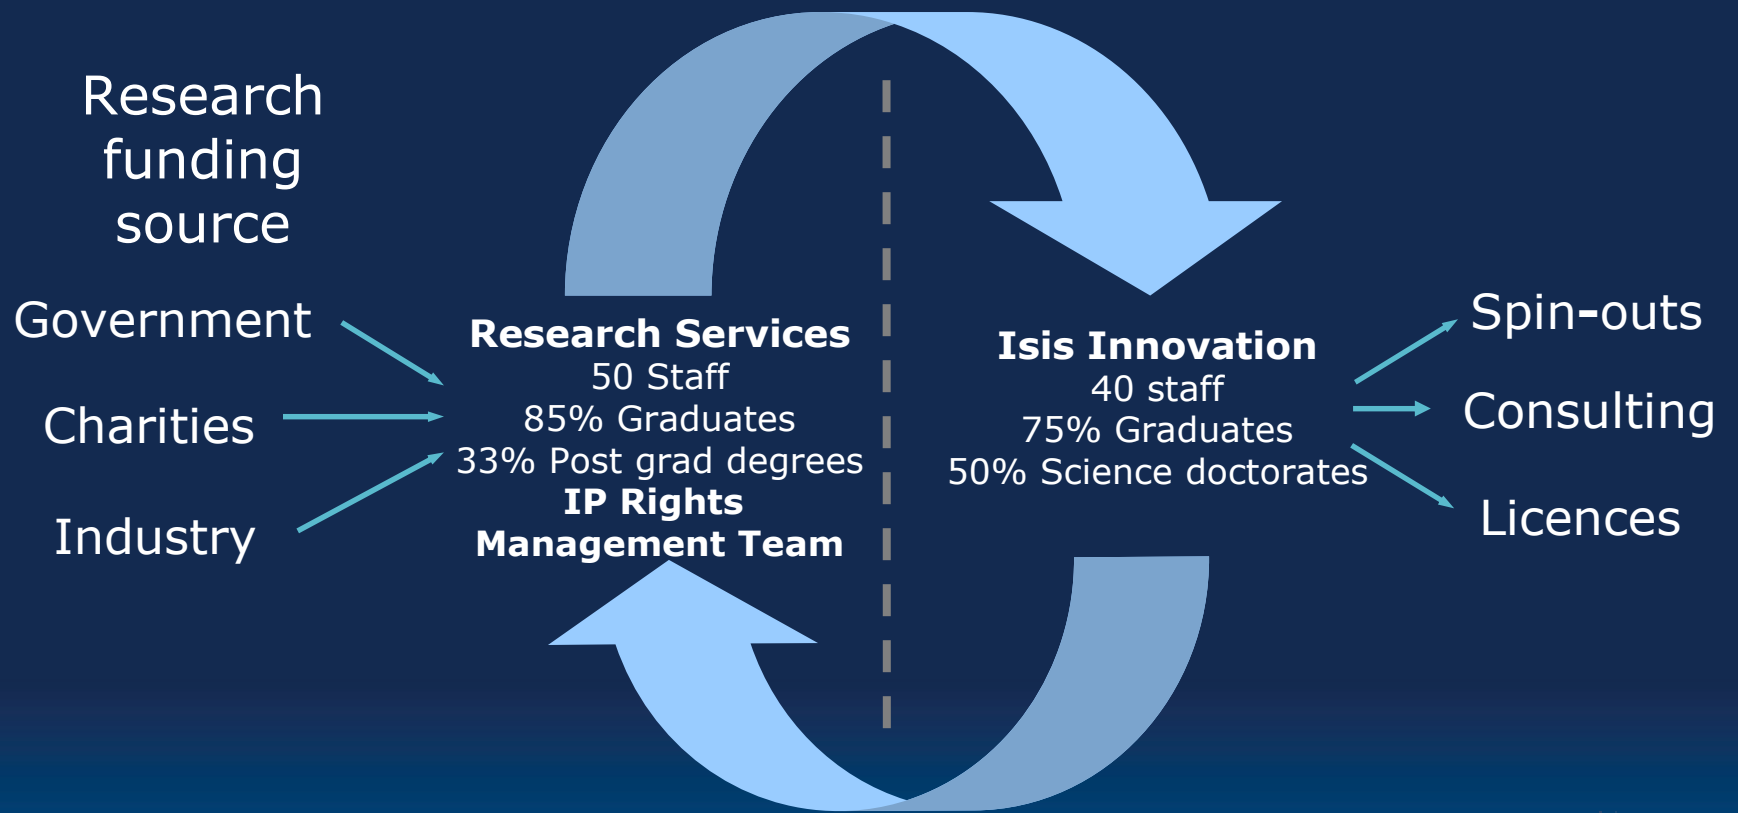 Research
funding
source
Government
Charities
Industry
Research Services
50 Staff
85% Graduates
33% Post grad degrees
IP Rights
Management Team
Isis Innovation
40 staff
75% Graduates
50% Science doctorates
Spin-outs
Consulting
Licences